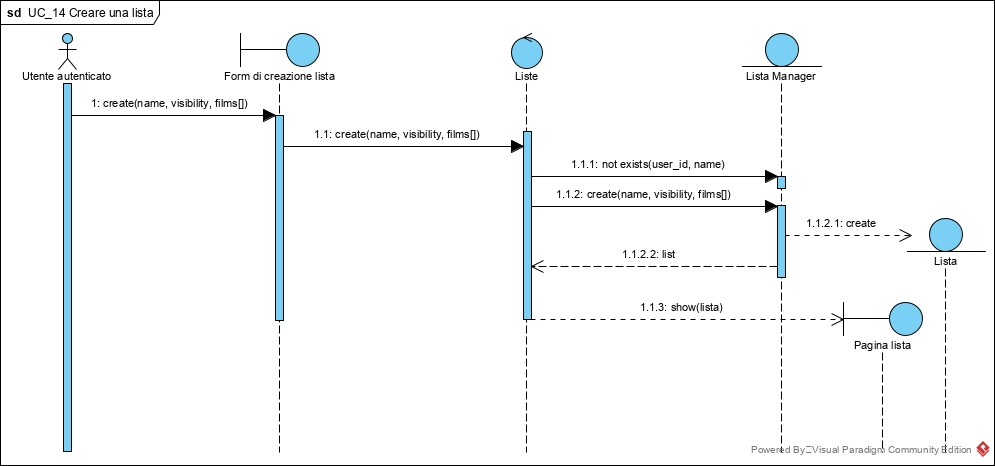 sd UC_14 Creare una lista
Utente autenticato
Form di creazione lista
Liste
Lista Manager
1: create(name, visibility, films[])
1.1: create(name, visibility, films[])
1.1.1: not exists(user_id, name)
1.1.2: create(name, visibility, films[])
1.1.2.1: create
Lista
1.1.2.2: list
1.1.3: show(lista)
Pagina lista
Powered By Visual Paradigm Community Edition